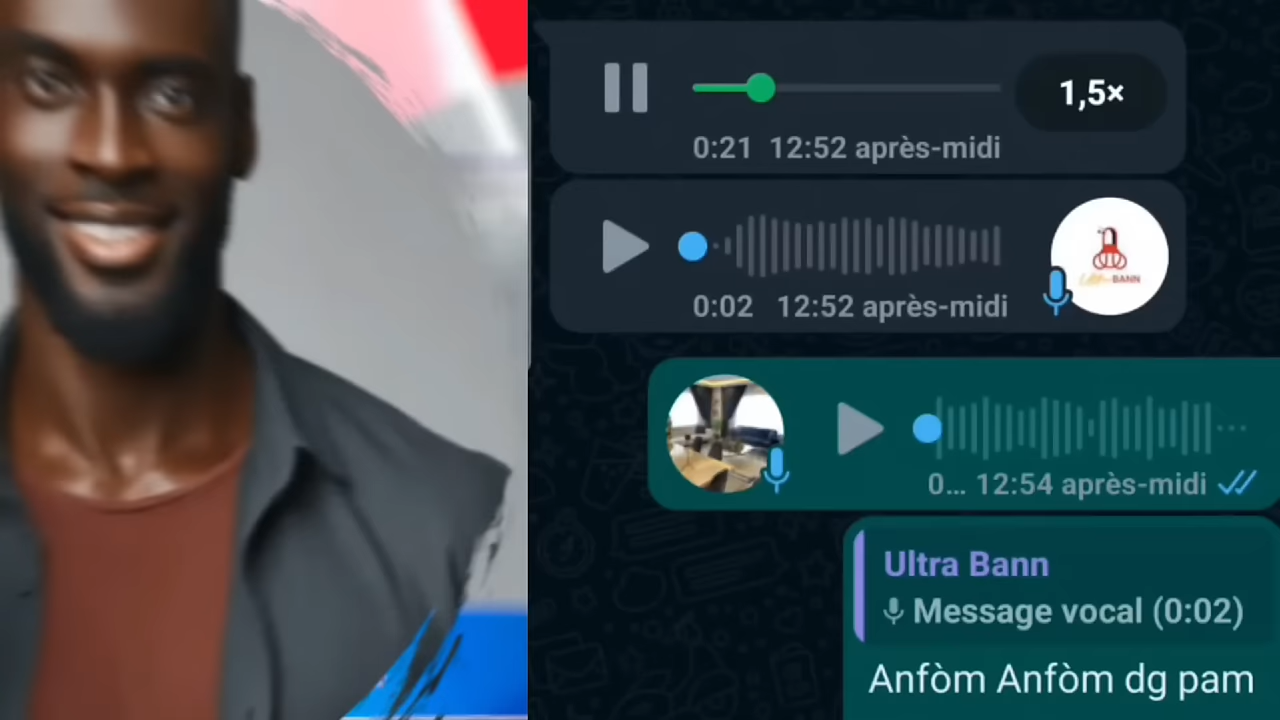 1,5×
0:21 12:52 après-midi
BANN
0:02 12:52 après-midi
0... 12:54 après-midi
Ultra Bann
Message vocal (0:02)
Anfòm Anfòm dg pam